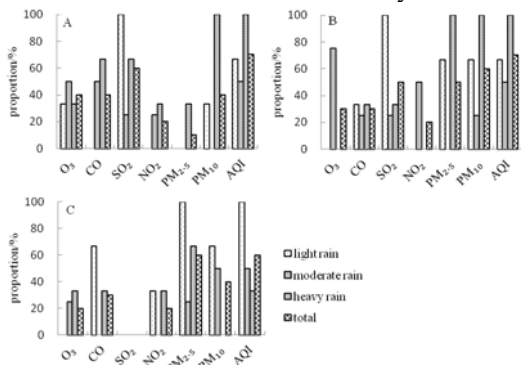 A
proportion/%
100
80
60
40
20
0
O₃
CO
SO₂
NO₂
PM₂.₅
PM₁₀
AQI
B
proportion/%
100
80
60
40
20
0
O₃
CO
SO₂
NO₂
PM₂.₅
PM₁₀
AQI
C
proportion/%
100
80
60
40
20
0
O₃
CO
SO₂
NO₂
PM₂.₅
PM₁₀
AQI
light rain
moderate rain
heavy rain
total